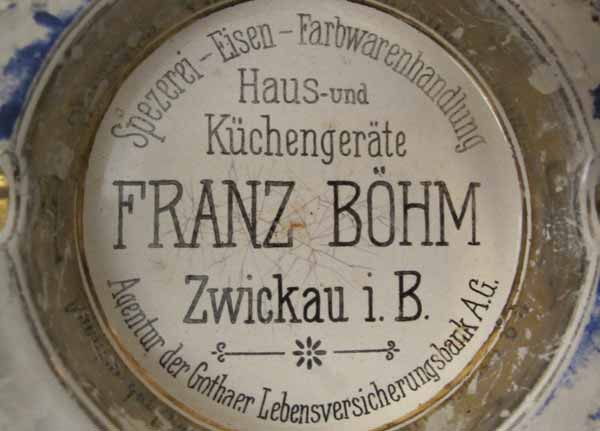 Spezerei - Eisen - Farbwarenhandlung
Haus-und
Küchengeräte
FRANZ BÖHM
Zwickau i. B.
Agentur der Gothaer Lebensversicherungsbank A.G.